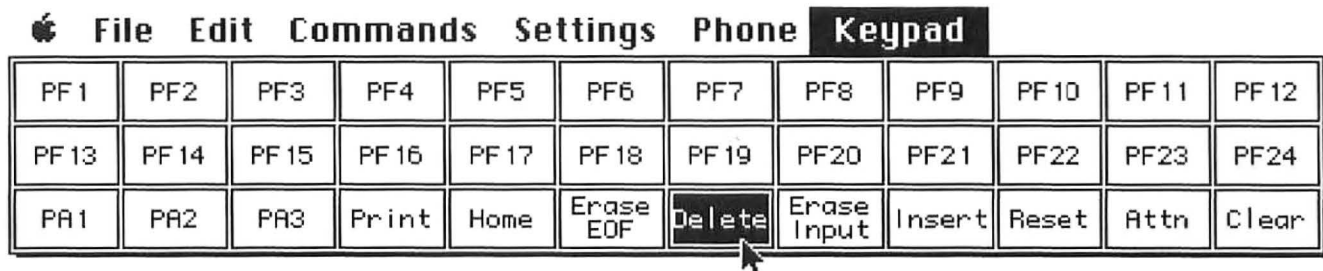 File Edit Commands Settings Phone Keypad
PF1 PF2 PF3 PF4 PF5 PF6 PF7 PF8 PF9 PF10 PF11 PF12
PF13 PF14 PF15 PF16 PF17 PF18 PF19 PF20 PF21 PF22 PF23 PF24
PA1 PA2 PA3 Print Home Erase EOF Delete Erase Input Insert Reset Attn Clear